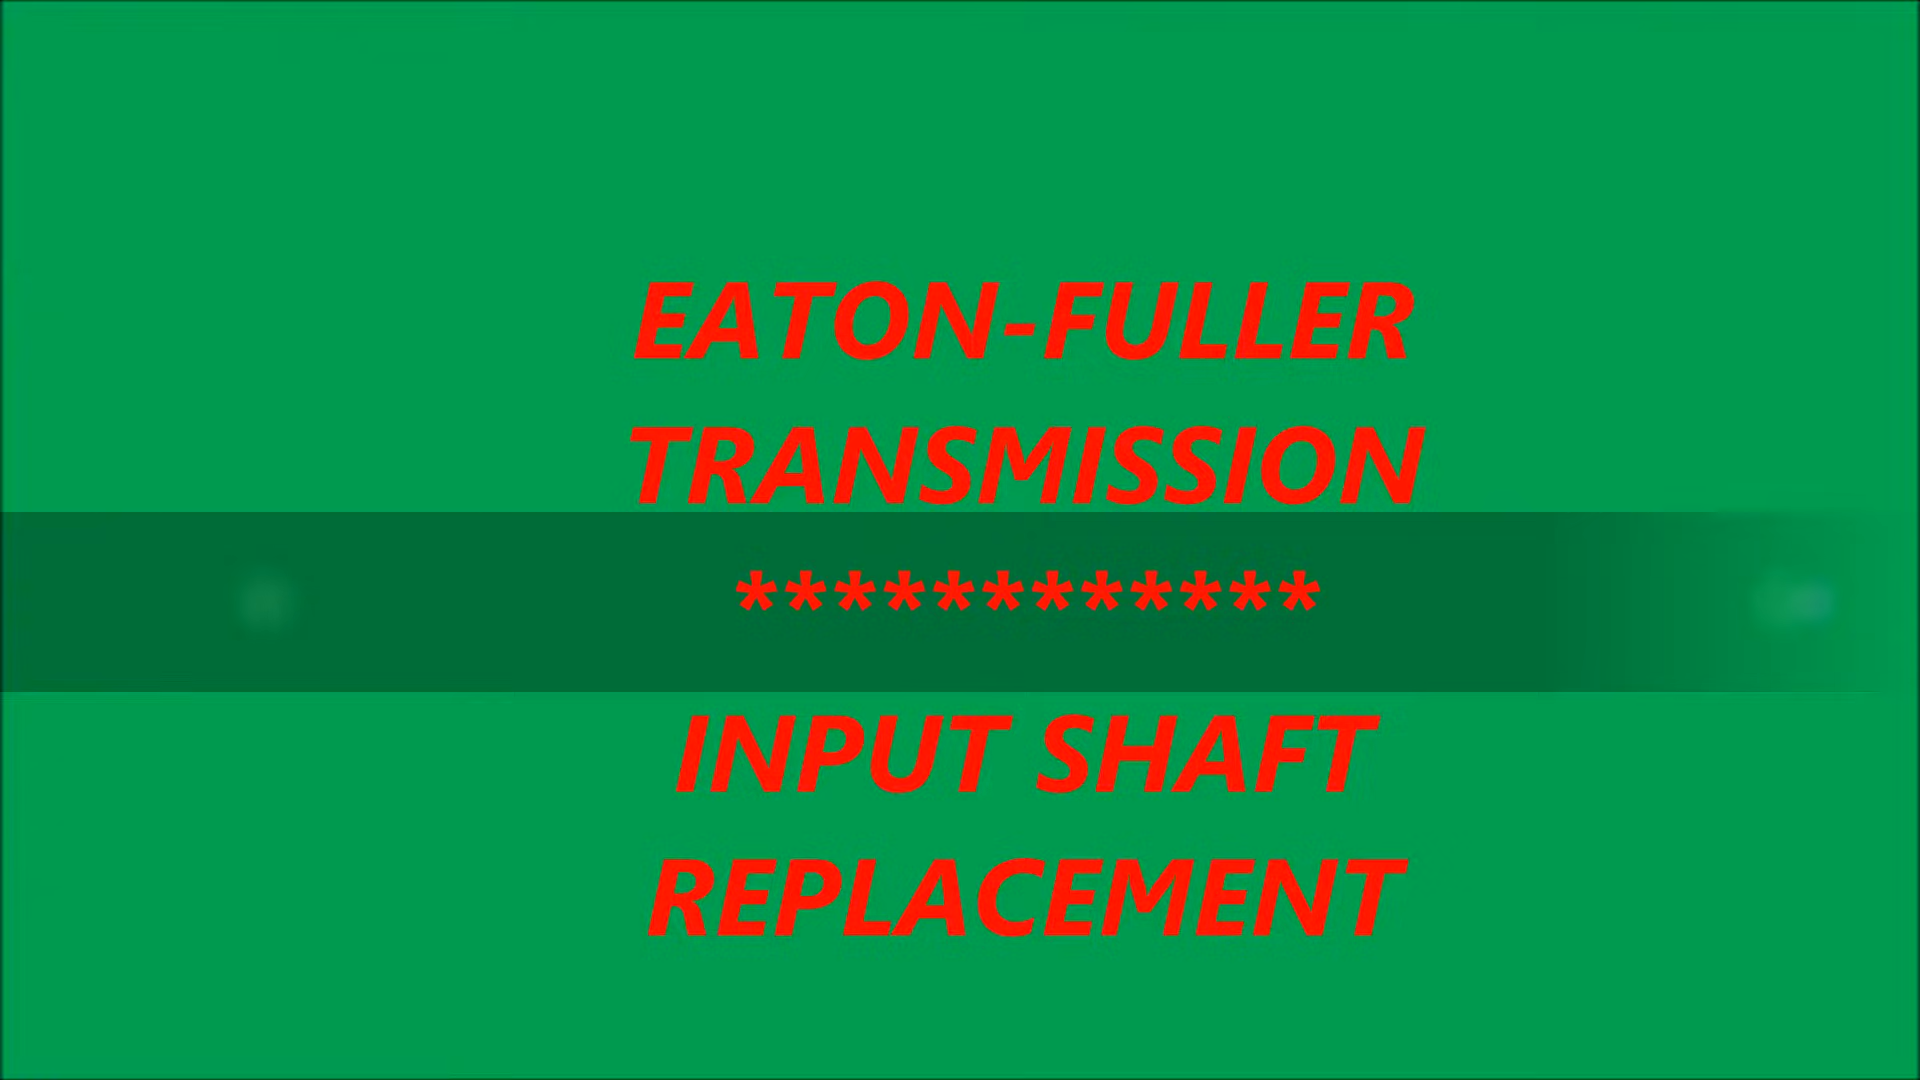 EATON-FULLER
TRANSMISSION
************
INPUT SHAFT
REPLACEMENT